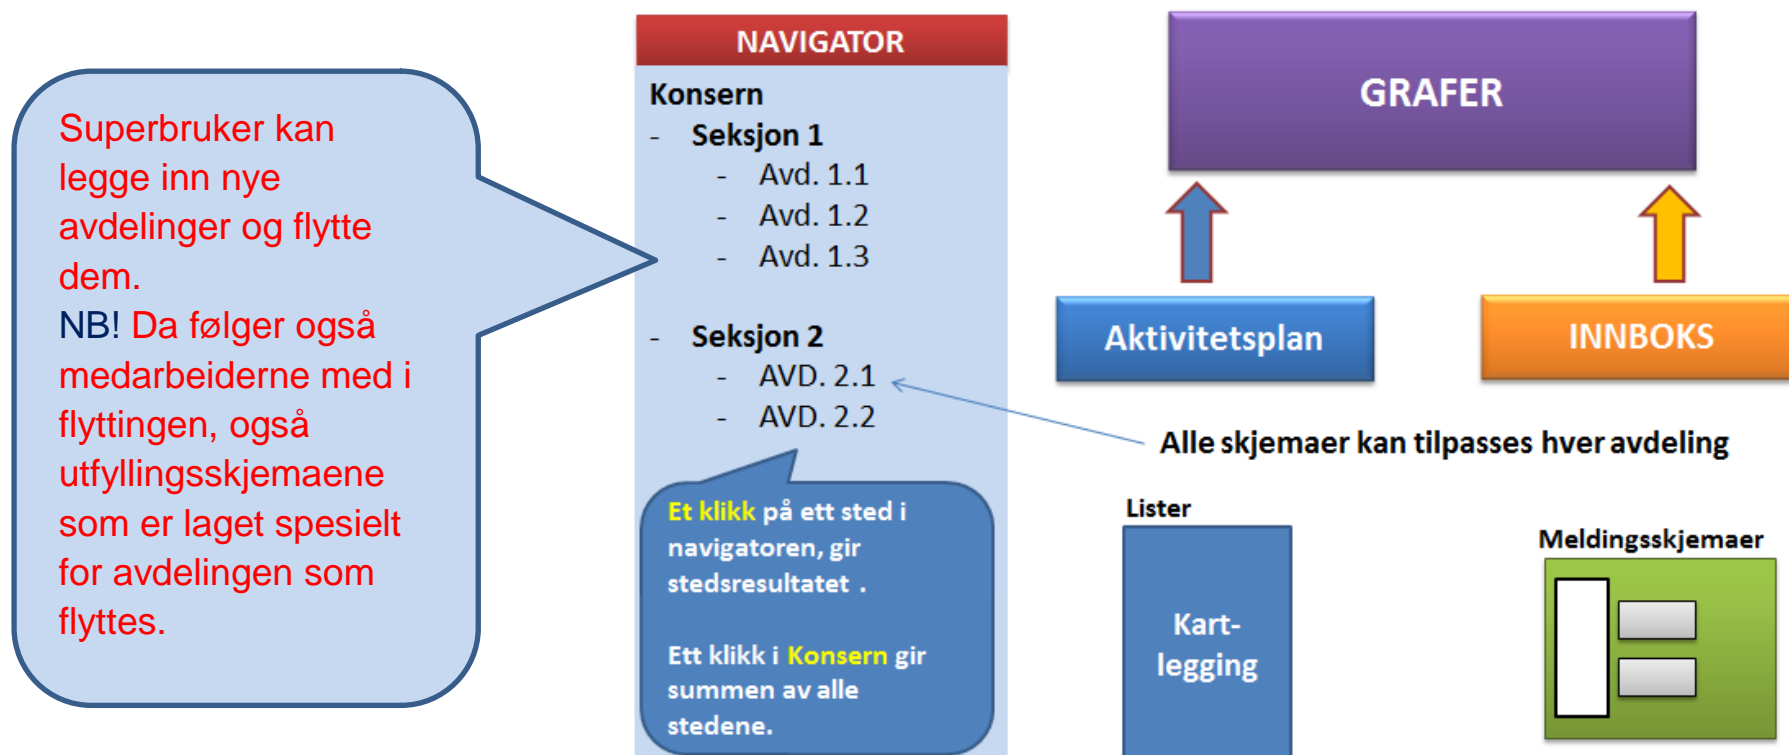 Superbruker kan
legge inn nye
avdelinger og flytte
dem.
NB! Da følger også
medarbeiderne med i
flyttingen, også
utfyllingsskjemaene
som er laget spesielt
for avdelingen som
flyttes.
NAVIGATOR
Konsern
- Seksjon 1
- Avd. 1.1
- Avd. 1.2
- Avd. 1.3
- Seksjon 2
- AVD. 2.1
- AVD. 2.2
Et klikk på ett sted i
navigatoren, gir
stedsresultatet .
Ett klikk i Konsern gir
summen av alle
stedene.
GRAFER
Aktivitetsplan
INNBOKS
Alle skjemaer kan tilpasses hver avdeling
Lister
Kart-
legging
Meldingsskjemaer